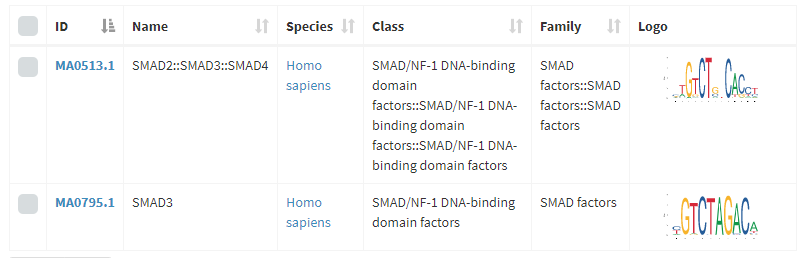 ID Name Species Class Family Logo
MA0513.1 SMAD2::SMAD3::SMAD4 Homo SMAD/NF-1 DNA-binding SMAD
sapiens domain factors::SMAD
factors::SMAD/NF-1 DNA- factors::SMAD
binding domain factors
factors::SMAD/NF-1 DNA-
binding domain factors
MA0795.1 SMAD3 Homo SMAD/NF-1 DNA-binding SMAD factors GTCTAGAC
sapiens domain factors